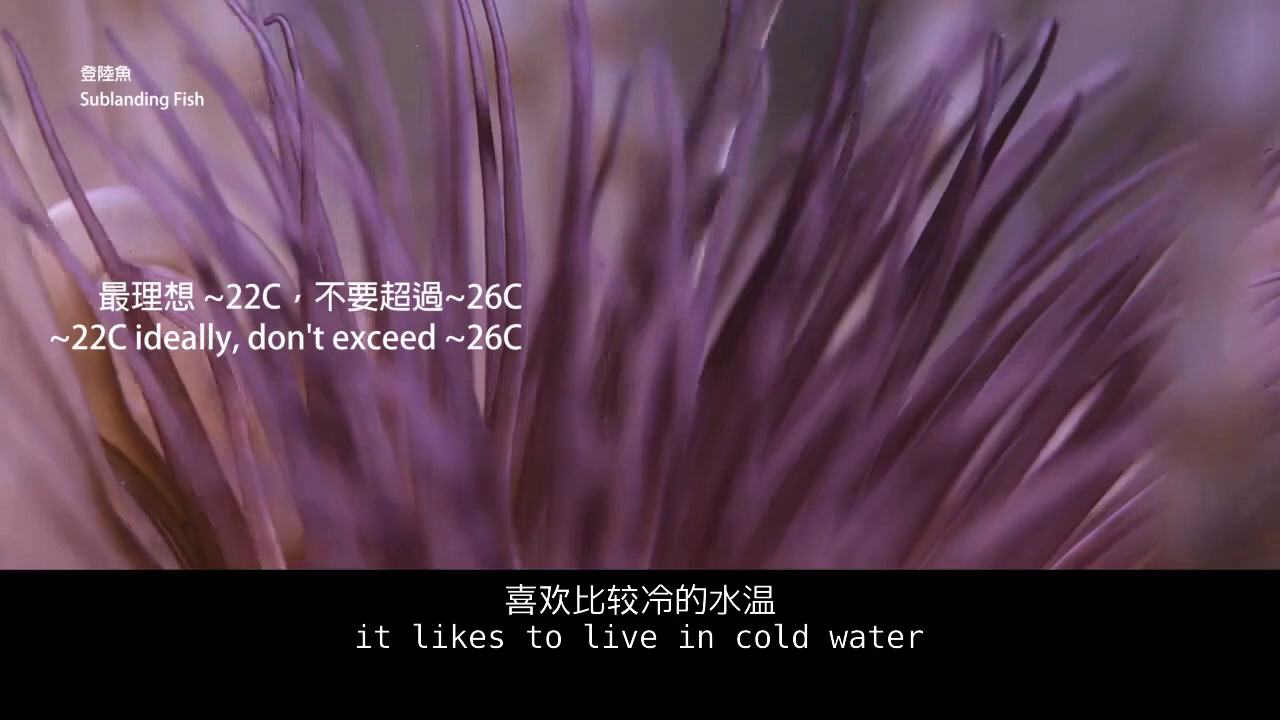 登陸魚
Sublanding Fish
最理想 ~22C，不要超過~26C
~22C ideally, don't exceed ~26C
喜欢比较冷的水温
it likes to live in cold water